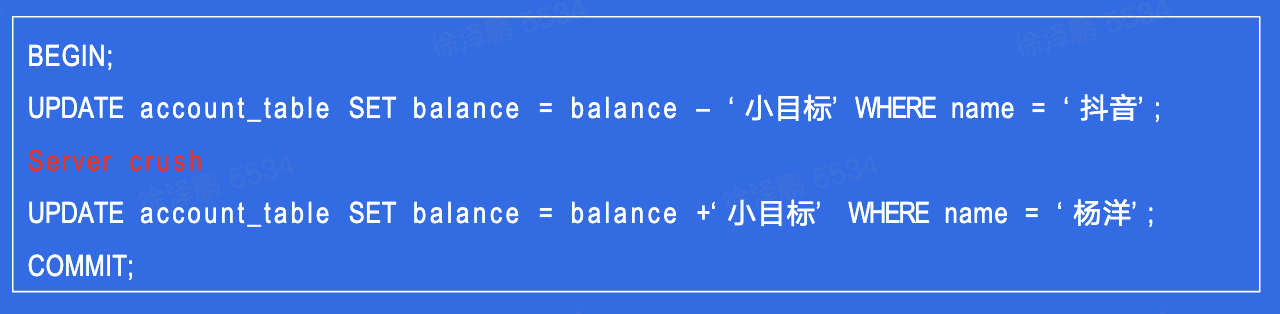 BEGIN;
UPDATE account_table SET balance = balance – ‘小目标’ WHERE name = ‘抖音’;
Server crush
UPDATE account_table SET balance = balance +‘小目标’ WHERE name = ‘杨洋’;
COMMIT;
徐泽鹏 5534
徐泽鹏 5534
徐泽鹏 5534
徐泽鹏 5534